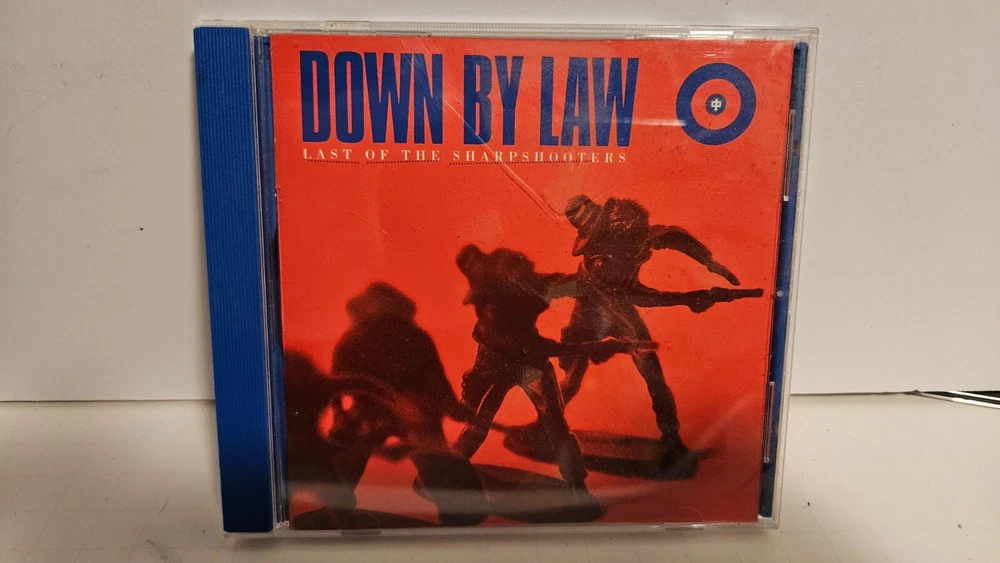 DOWN BY LAW
LAST OF THE SHARPSHOOTERS